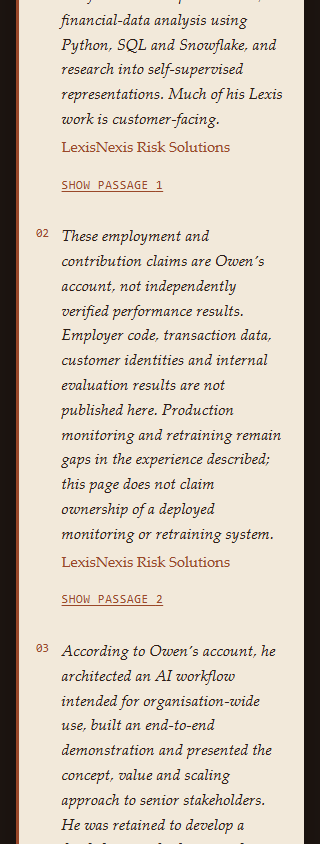 financial-data analysis using
Python, SQL and Snowflake, and
research into self-supervised
representations. Much of his Lexis
work is customer-facing.
LexisNexis Risk Solutions
SHOW PASSAGE 1
02 These employment and
contribution claims are Owen's
account, not independently
verified performance results.
Employer code, transaction data,
customer identities and internal
evaluation results are not
published here. Production
monitoring and retraining remain
gaps in the experience described;
this page does not claim
ownership of a deployed
monitoring or retraining system.
LexisNexis Risk Solutions
SHOW PASSAGE 2
03 According to Owen's account, he
architected an AI workflow
intended for organisation-wide
use, built an end-to-end
demonstration and presented the
concept, value and scaling
approach to senior stakeholders.
He was retained to develop a